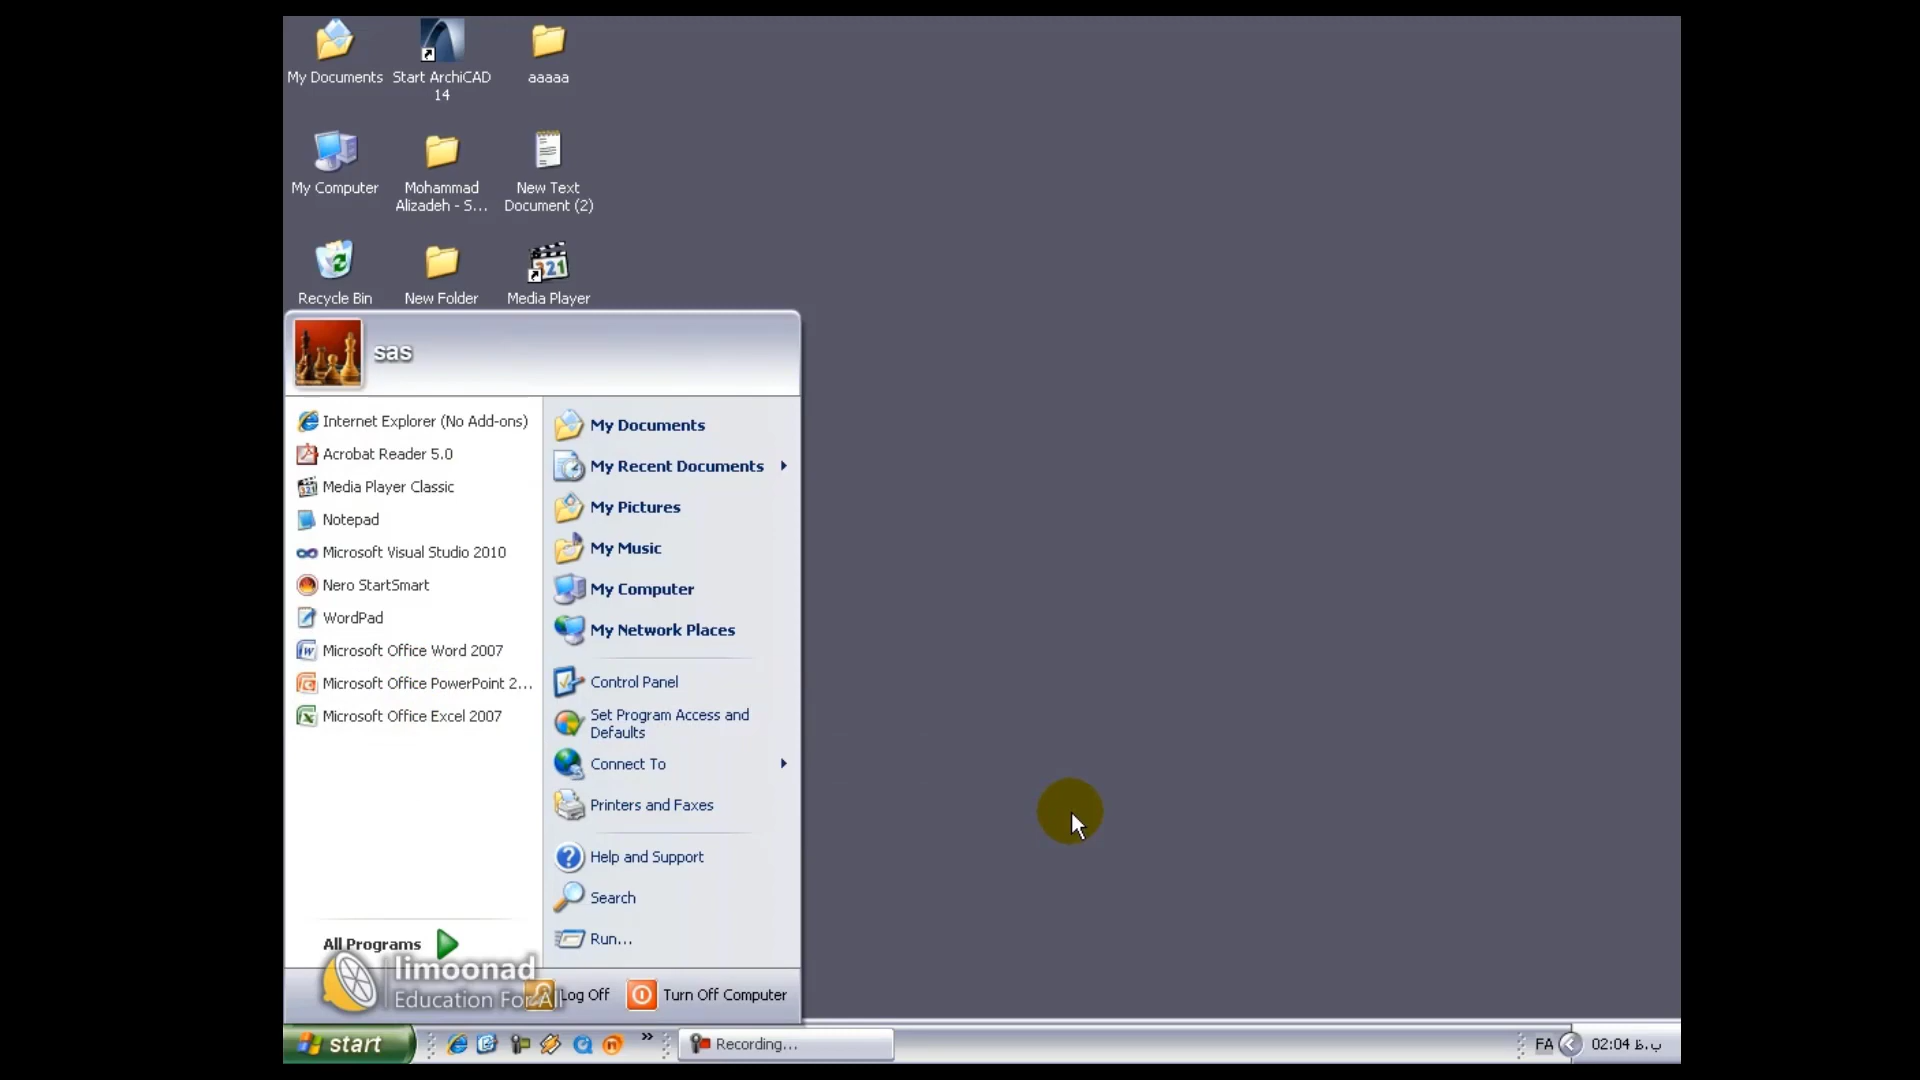 My Documents
Start ArchiCAD
14
aaaaa
My Computer
Mohammad
Alizadeh - S...
New Text
Document (2)
Recycle Bin
New Folder
Media Player
sas
Internet Explorer (No Add-ons)
Acrobat Reader 5.0
Media Player Classic
Notepad
Microsoft Visual Studio 2010
Nero StartSmart
WordPad
Microsoft Office Word 2007
Microsoft Office PowerPoint 2...
Microsoft Office Excel 2007
All Programs
My Documents
My Recent Documents
My Pictures
My Music
My Computer
My Network Places
Control Panel
Set Program Access and
Defaults
Connect To
Printers and Faxes
Help and Support
Search
Run...
limoonad
Education For All
Log Off
Turn Off Computer
start
Recording...
FA
02:04 ب.ظ